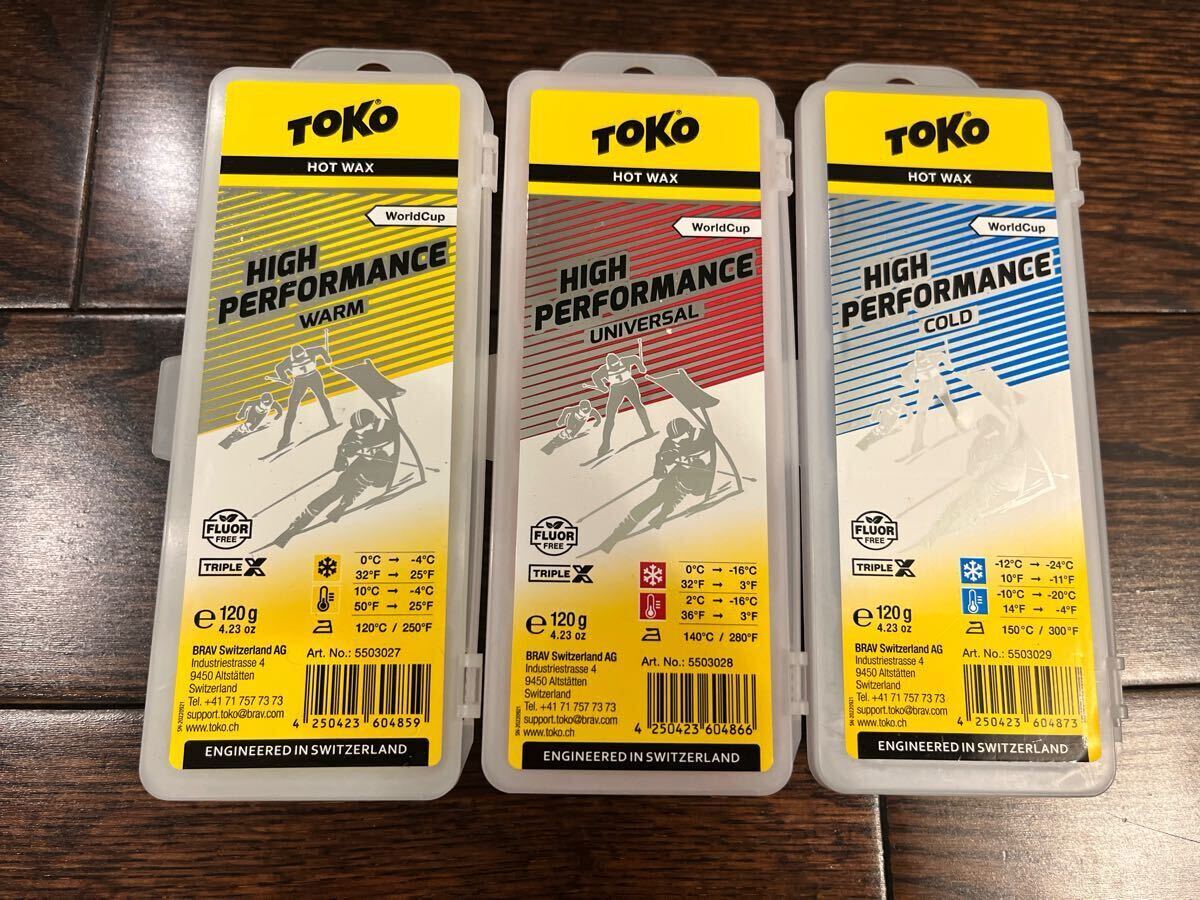 TOKO®
HOT WAX
WorldCup
HIGH
PERFORMANCE
WARM
FLUOR
FREE
TRIPLE X
0°C → -4°C
32°F → 25°F
10°C → -4°C
50°F → 25°F
120°C / 250°F
e 120 g
4.23 oz
BRAV Switzerland AG
Industriestrasse 4
9450 Altstätten
Switzerland
Tel. +41 71 757 73 73
support.toko@brav.com
www.toko.ch
Art. No.: 5503027
4 250423 604859
SN 20220921
ENGINEERED IN SWITZERLAND
TOKO®
HOT WAX
WorldCup
HIGH
PERFORMANCE
UNIVERSAL
FLUOR
FREE
TRIPLE X
0°C → -16°C
32°F → 3°F
2°C → -16°C
36°F → 3°F
140°C / 280°F
e 120 g
4.23 oz
BRAV Switzerland AG
Industriestrasse 4
9450 Altstätten
Switzerland
Tel. +41 71 757 73 73
support.toko@brav.com
www.toko.ch
Art. No.: 5503028
4 250423 604866
SN 20220921
ENGINEERED IN SWITZERLAND
TOKO®
HOT WAX
WorldCup
HIGH
PERFORMANCE
COLD
FLUOR
FREE
TRIPLE X
-12°C → -24°C
10°F → -11°F
-10°C → -20°C
14°F → -4°F
150°C / 300°F
e 120 g
4.23 oz
BRAV Switzerland AG
Industriestrasse 4
9450 Altstätten
Switzerland
Tel. +41 71 757 73 73
support.toko@brav.com
www.toko.ch
Art. No.: 5503029
4 250423 604873
SN 20220921
ENGINEERED IN SWITZERLAND